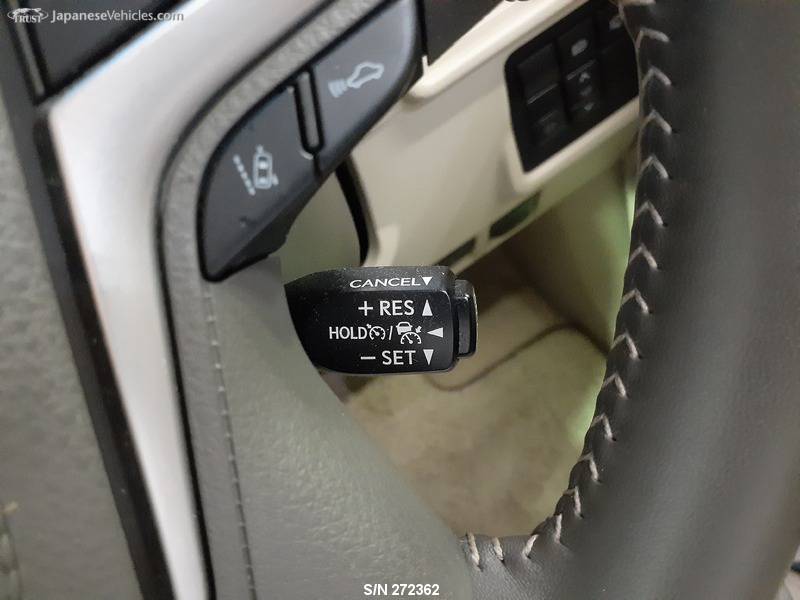 TRUST JapaneseVehicles.com
CANCEL▼
+ RES ▲
HOLD / ◀
− SET ▼
S/N 272362